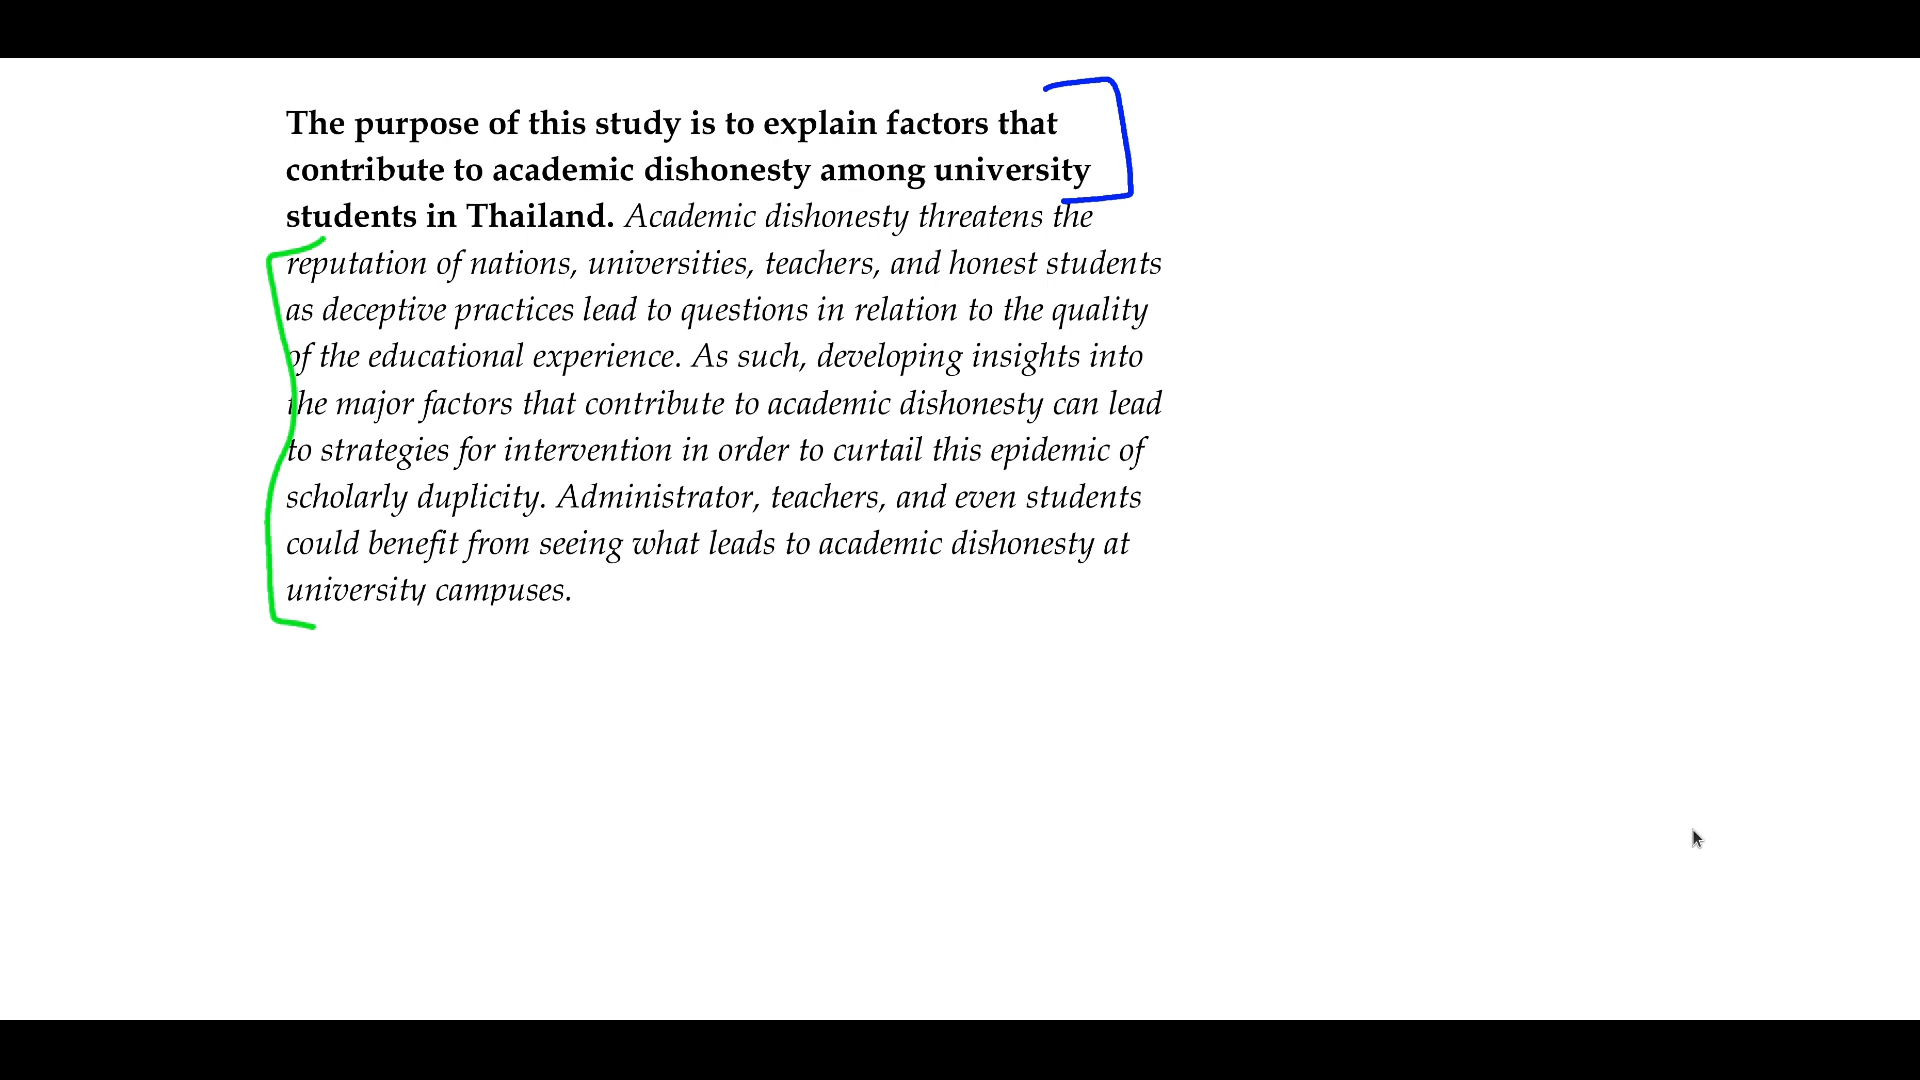 The purpose of this study is to explain factors that
contribute to academic dishonesty among university
students in Thailand. Academic dishonesty threatens the
reputation of nations, universities, teachers, and honest students
as deceptive practices lead to questions in relation to the quality
of the educational experience. As such, developing insights into
the major factors that contribute to academic dishonesty can lead
to strategies for intervention in order to curtail this epidemic of
scholarly duplicity. Administrator, teachers, and even students
could benefit from seeing what leads to academic dishonesty at
university campuses.